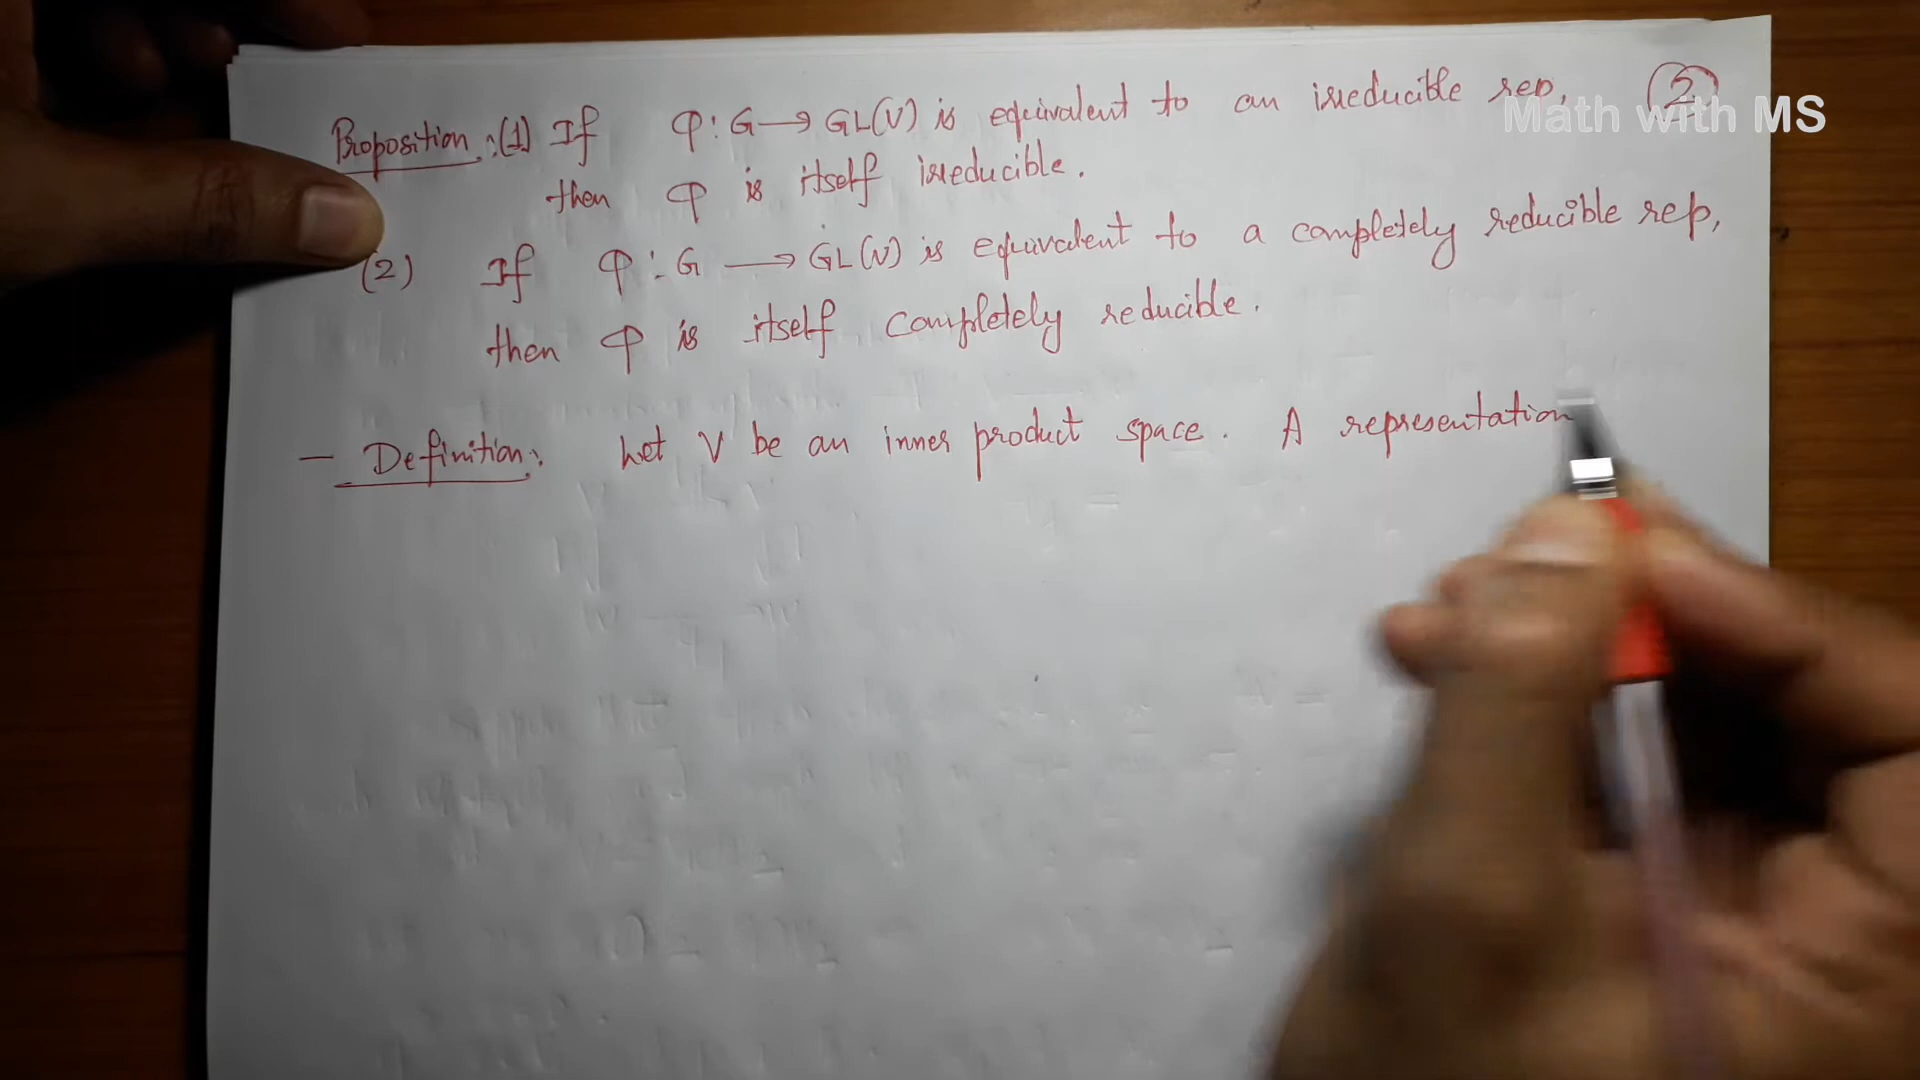 Proposition :(1) If φ: G → GL(V) is equivalent to an irreducible rep, (2)
Math with MS
then φ is itself irreducible.
(2) If φ: G → GL(V) is equivalent to a completely reducible rep,
then φ is itself completely reducible.
- Definition: Let V be an inner product space. A representation